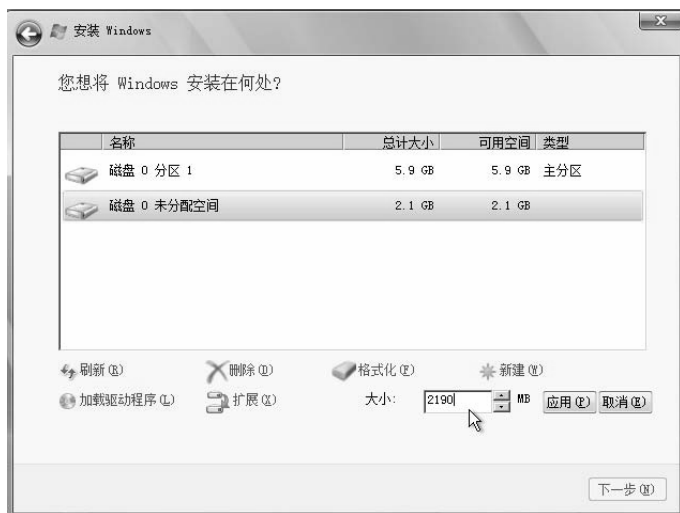 安装 Windows
您想将 Windows 安装在何处?
名称 总计大小 可用空间 类型
磁盘 0 分区 1 5.9 GB 5.9 GB 主分区
磁盘 0 未分配空间 2.1 GB 2.1 GB
刷新(R) 删除(D) 格式化(F) 新建(W)
加载驱动程序(L) 扩展(X) 大小: 2190 MB 应用(P) 取消(E)
下一步(N)